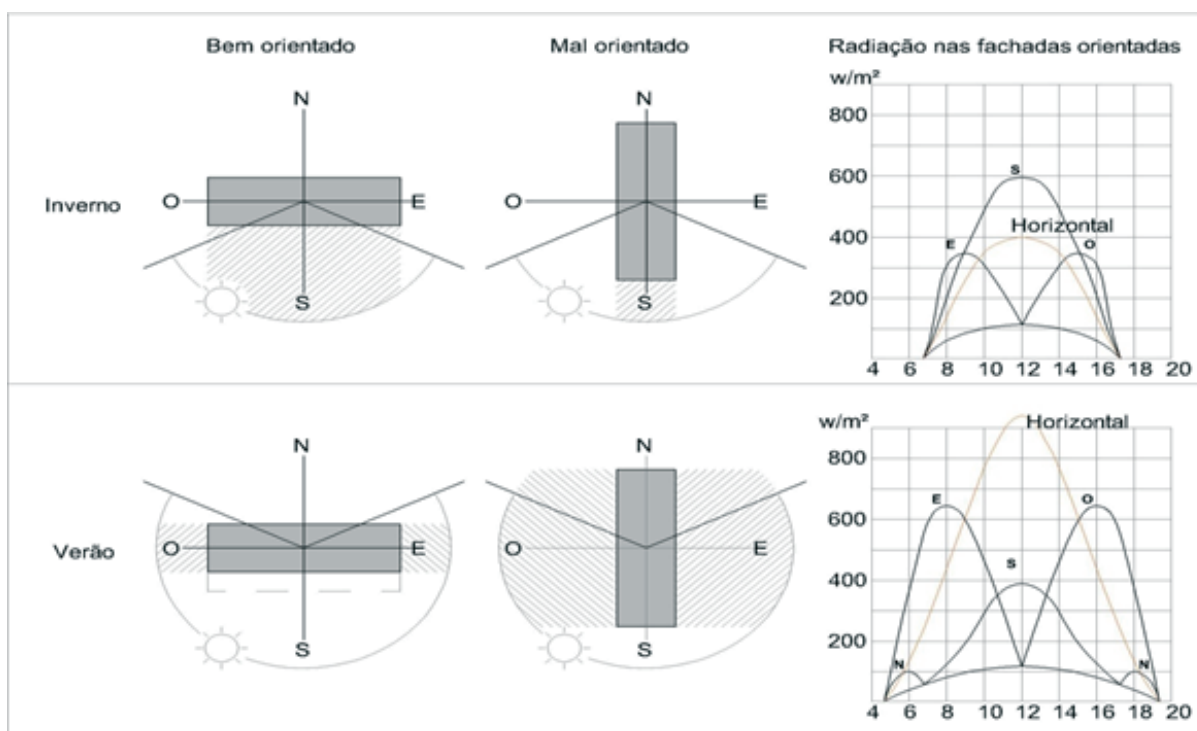 Bem orientado
Mal orientado
Radiação nas fachadas orientadas
Inverno
N
O
E
S
N
O
E
S
w/m²
800
600
400
200
S
Horizontal
E
O
4 6 8 10 12 14 16 18 20
Verão
N
O
E
S
N
O
E
S
w/m²
800
600
400
200
Horizontal
E
O
S
N
N
4 6 8 10 12 14 16 18 20